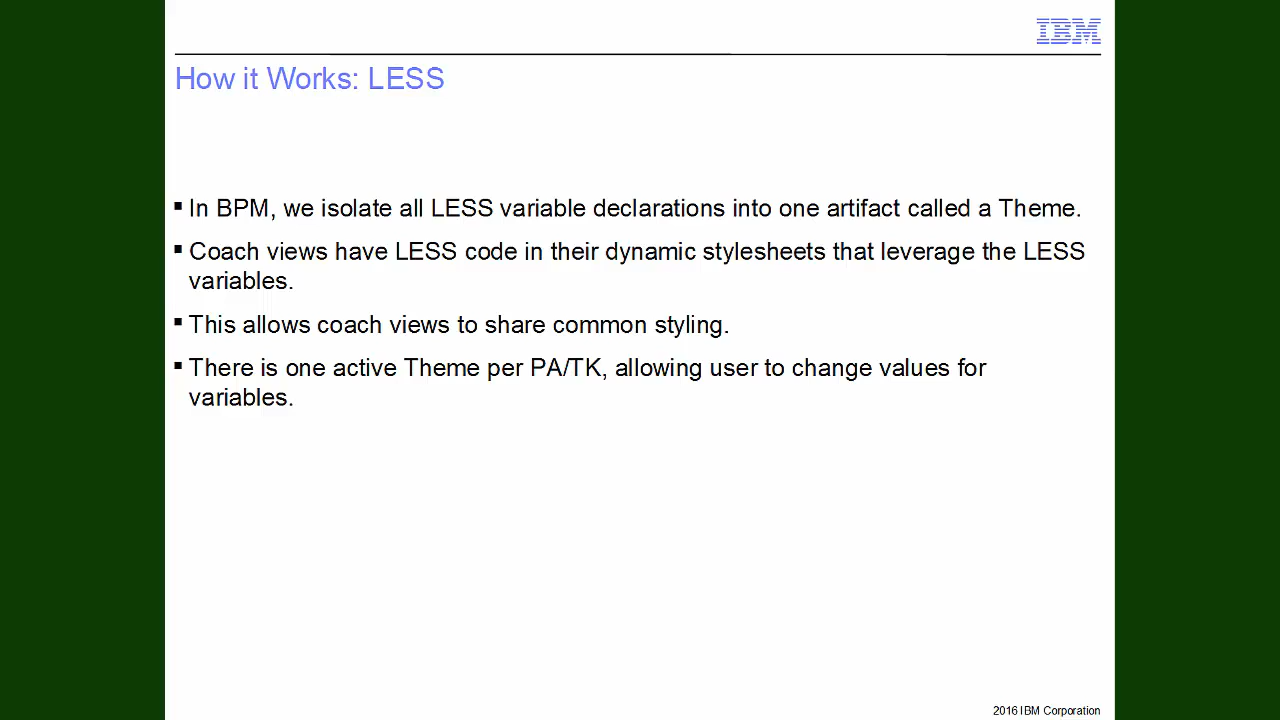 IBM
How it Works: LESS
▪ In BPM, we isolate all LESS variable declarations into one artifact called a Theme.
▪ Coach views have LESS code in their dynamic stylesheets that leverage the LESS
variables.
▪ This allows coach views to share common styling.
▪ There is one active Theme per PA/TK, allowing user to change values for
variables.
2016 IBM Corporation